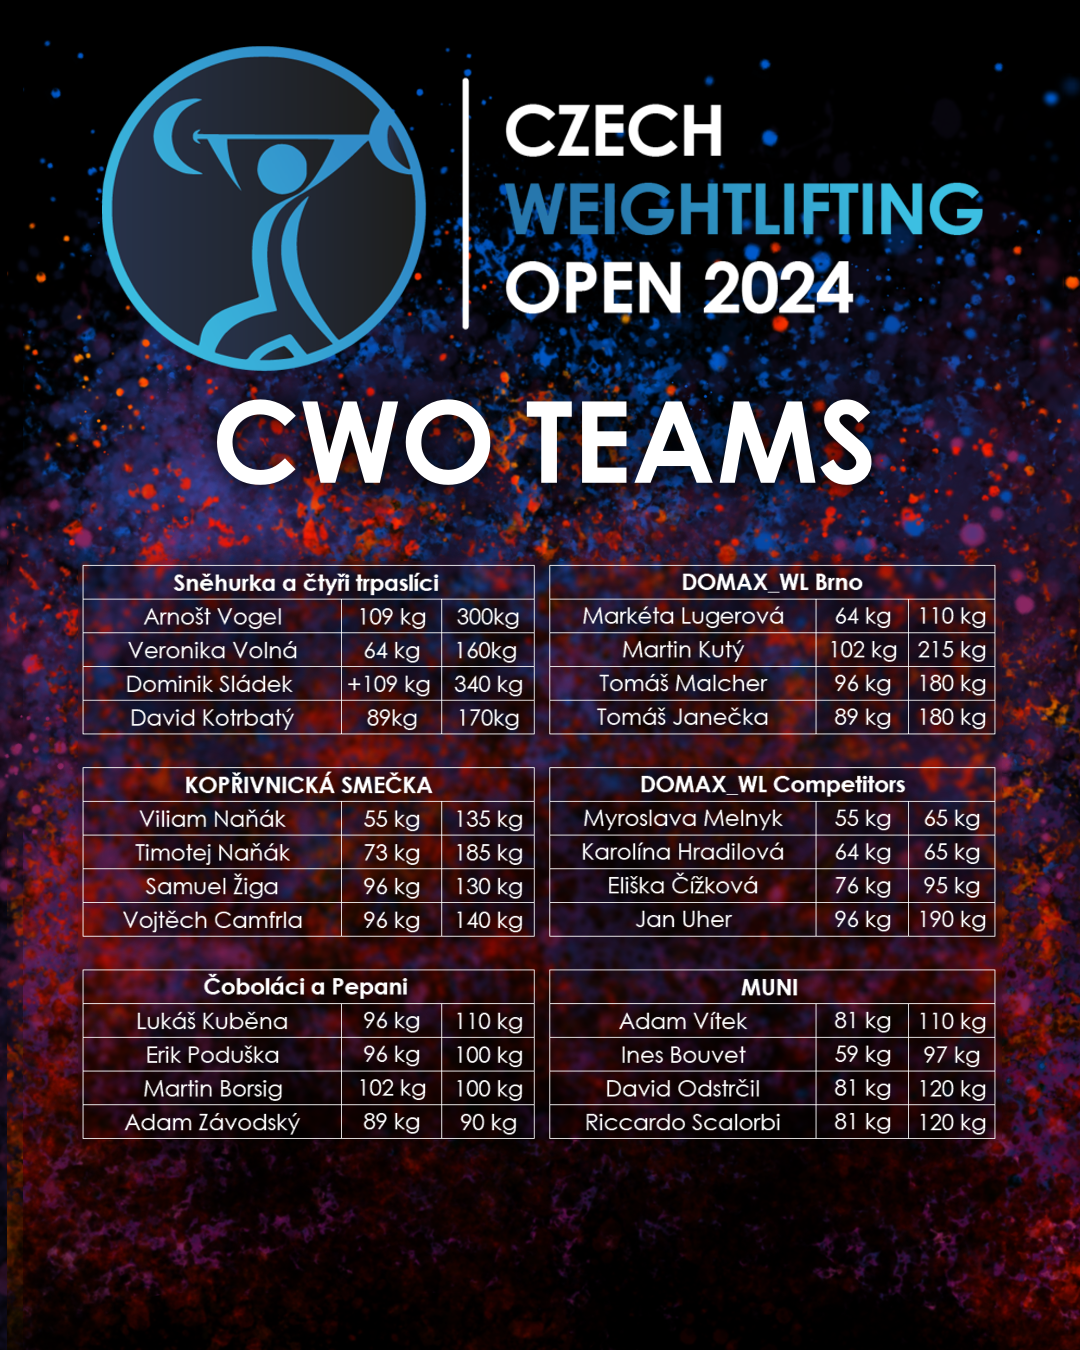 CZECH
WEIGHTLIFTING
OPEN 2024
CWO TEAMS
Sněhurka a čtyři trpaslíci
Arnošt Vogel 109 kg 300kg
Veronika Volná 64 kg 160kg
Dominik Sládek +109 kg 340 kg
David Kotrbatý 89kg 170kg
DOMAX_WL Brno
Markéta Lugerová 64 kg 110 kg
Martin Kutý 102 kg 215 kg
Tomáš Malcher 96 kg 180 kg
Tomáš Janečka 89 kg 180 kg
KOPŘIVNICKÁ SMEČKA
Viliam Naňák 55 kg 135 kg
Timotej Naňák 73 kg 185 kg
Samuel Žiga 96 kg 130 kg
Vojtěch Camfrla 96 kg 140 kg
DOMAX_WL Competitors
Myroslava Melnyk 55 kg 65 kg
Karolína Hradilová 64 kg 65 kg
Eliška Čížková 76 kg 95 kg
Jan Uher 96 kg 190 kg
Čoboláci a Pepani
Lukáš Kuběna 96 kg 110 kg
Erik Poduška 96 kg 100 kg
Martin Borsig 102 kg 100 kg
Adam Závodský 89 kg 90 kg
MUNI
Adam Vítek 81 kg 110 kg
Ines Bouvet 59 kg 97 kg
David Odstrčil 81 kg 120 kg
Riccardo Scalorbi 81 kg 120 kg